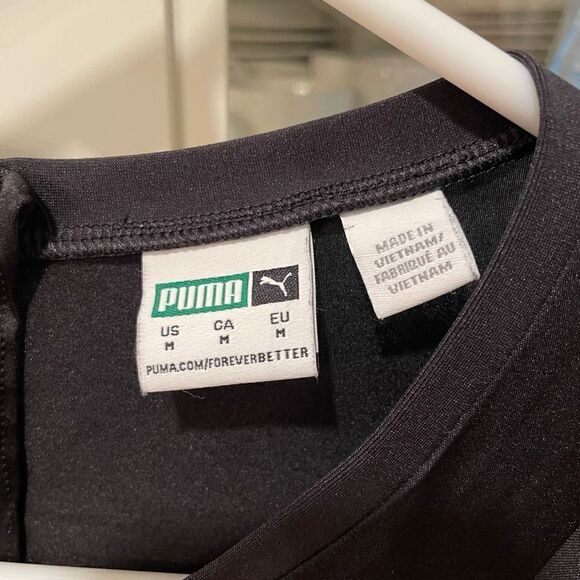 PUMA
US CA EU
M M M
PUMA.COM/FOREVERBETTER
MADE IN
VIETNAM/
FABRIQUÉ AU
VIETNAM